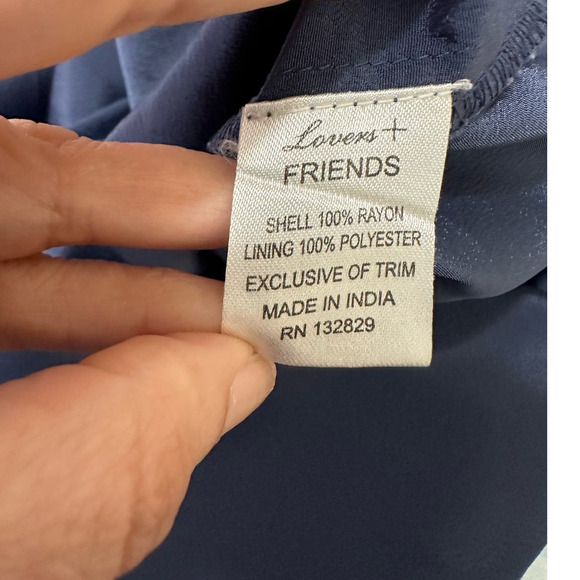 Lovers +
FRIENDS
SHELL 100% RAYON
LINING 100% POLYESTER
EXCLUSIVE OF TRIM
MADE IN INDIA
RN 132829